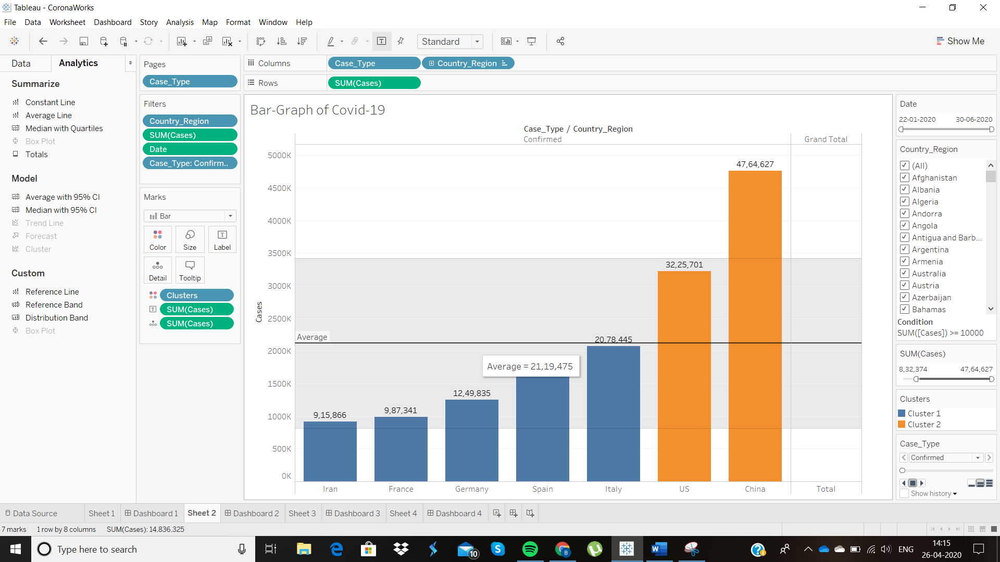 Tableau - CoronaWorks
File Data Worksheet Dashboard Story Analysis Map Format Window Help
Standard
Show Me
Data Analytics
Summarize
Constant Line
Average Line
Median with Quartiles
Box Plot
Totals
Model
Average with 95% CI
Median with 95% CI
Trend Line
Forecast
Cluster
Custom
Reference Line
Reference Band
Distribution Band
Box Plot
Pages
Case_Type
Filters
Country_Region
SUM(Cases)
Date
Case_Type: Confirm..
Marks
Bar
Color Size Label
Detail Tooltip
Clusters
SUM(Cases)
SUM(Cases)
Columns Case_Type Country_Region
Rows SUM(Cases)
Bar-Graph of Covid-19
Case_Type / Country_Region
Confirmed Grand Total
5000K
4500K
4000K
3500K
3000K
2500K
2000K
1500K
1000K
500K
0K
Cases
Average
Average = 21,19,475
9,15,866
9,87,341
12,49,835
20,78,445
32,25,701
47,64,627
Iran France Germany Spain Italy US China Total
Date
22-01-2020 30-06-2020
Country_Region
(All)
Afghanistan
Albania
Algeria
Andorra
Angola
Antigua and Barb...
Argentina
Armenia
Australia
Austria
Azerbaijan
Bahamas
Condition
SUM([Cases]) >= 10000
SUM(Cases)
8,32,374 47,64,627
Clusters
Cluster 1
Cluster 2
Case_Type
Confirmed
Show history
Data Source Sheet 1 Dashboard 1 Sheet 2 Dashboard 2 Sheet 3 Dashboard 3 Sheet 4 Dashboard 4
7 marks 1 row by 8 columns SUM(Cases): 14,836,325
Type here to search
10
ENG
14:15
26-04-2020